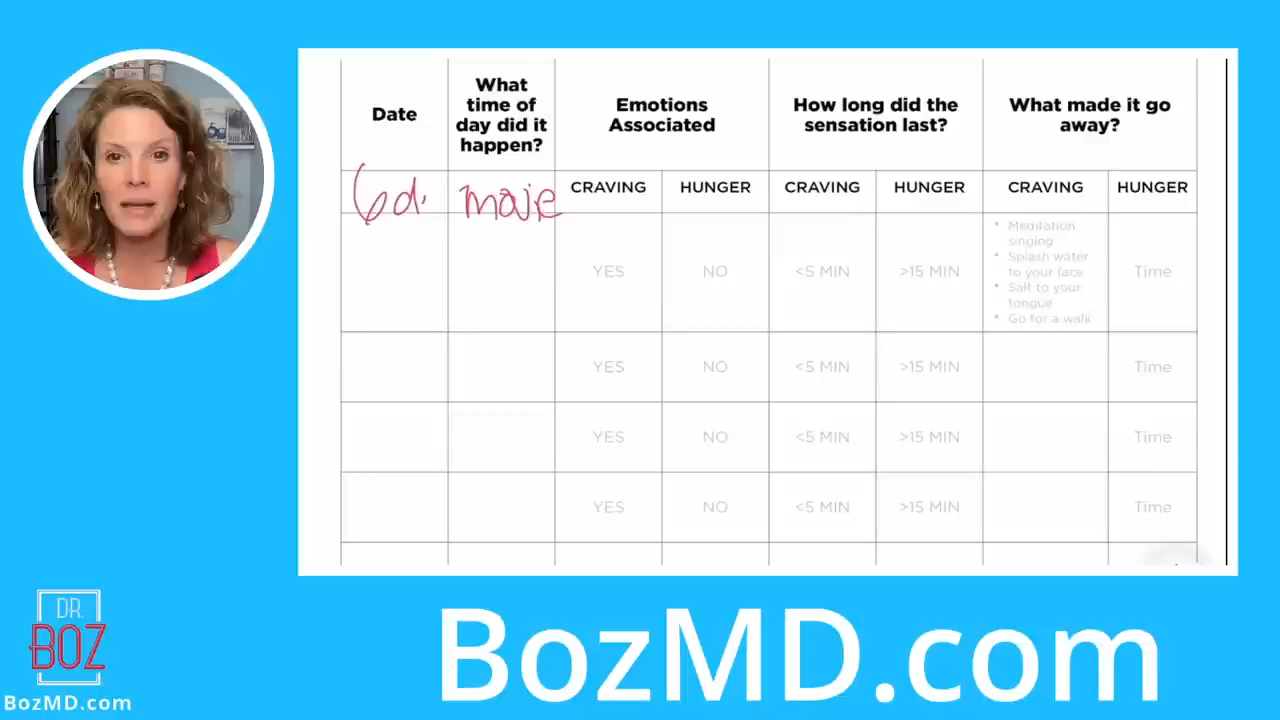 Date
What
time of
day did it
happen?
Emotions
Associated
How long did the
sensation last?
What made it go
away?
6d. movie
CRAVING HUNGER CRAVING HUNGER CRAVING HUNGER
YES NO <5 MIN >15 MIN
• Meditation
singing
• Splash water
to your face
• Salt to your
tongue
• Go for a walk
Time
YES NO <5 MIN >15 MIN Time
YES NO <5 MIN >15 MIN Time
YES NO <5 MIN >15 MIN Time
DR.
BOZ
BozMD.com
BozMD.com